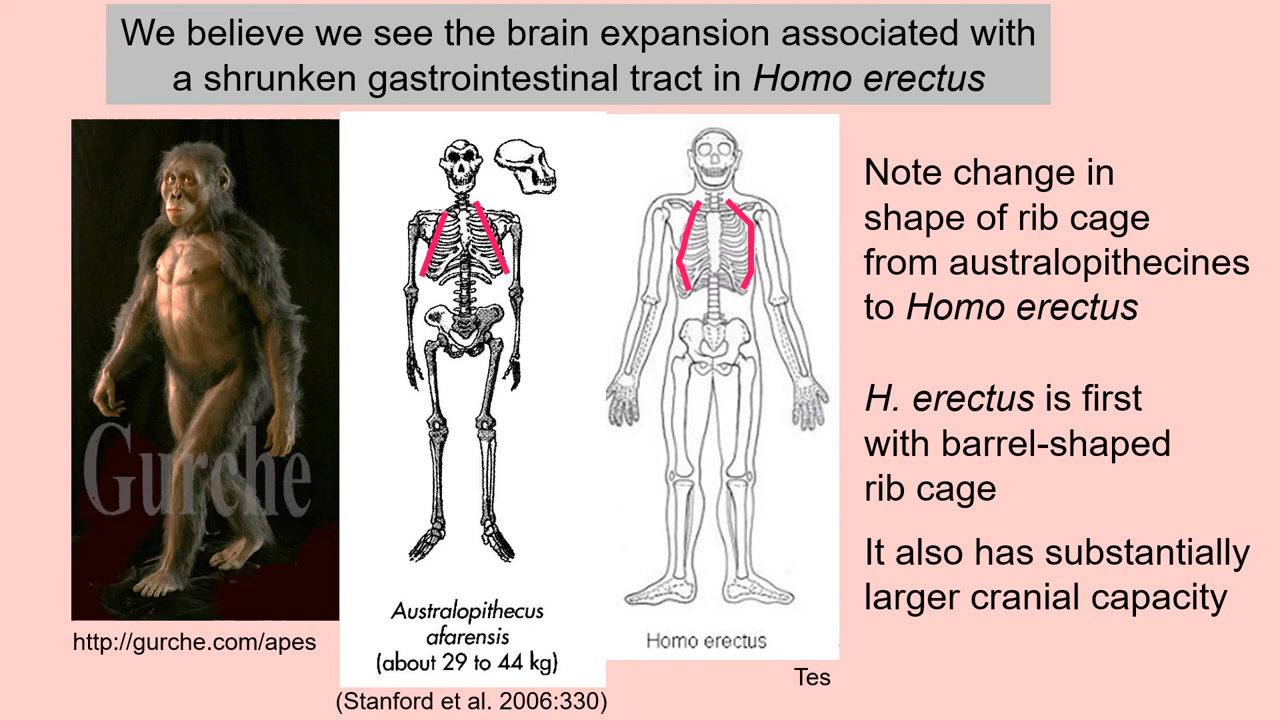 We believe we see the brain expansion associated with
a shrunken gastrointestinal tract in Homo erectus
Note change in
shape of rib cage
from australopithecines
to Homo erectus
H. erectus is first
with barrel-shaped
rib cage
It also has substantially
larger cranial capacity
Gurche
http://gurche.com/apes
Australopithecus
afarensis
(about 29 to 44 kg)
(Stanford et al. 2006:330)
Homo erectus
Tes